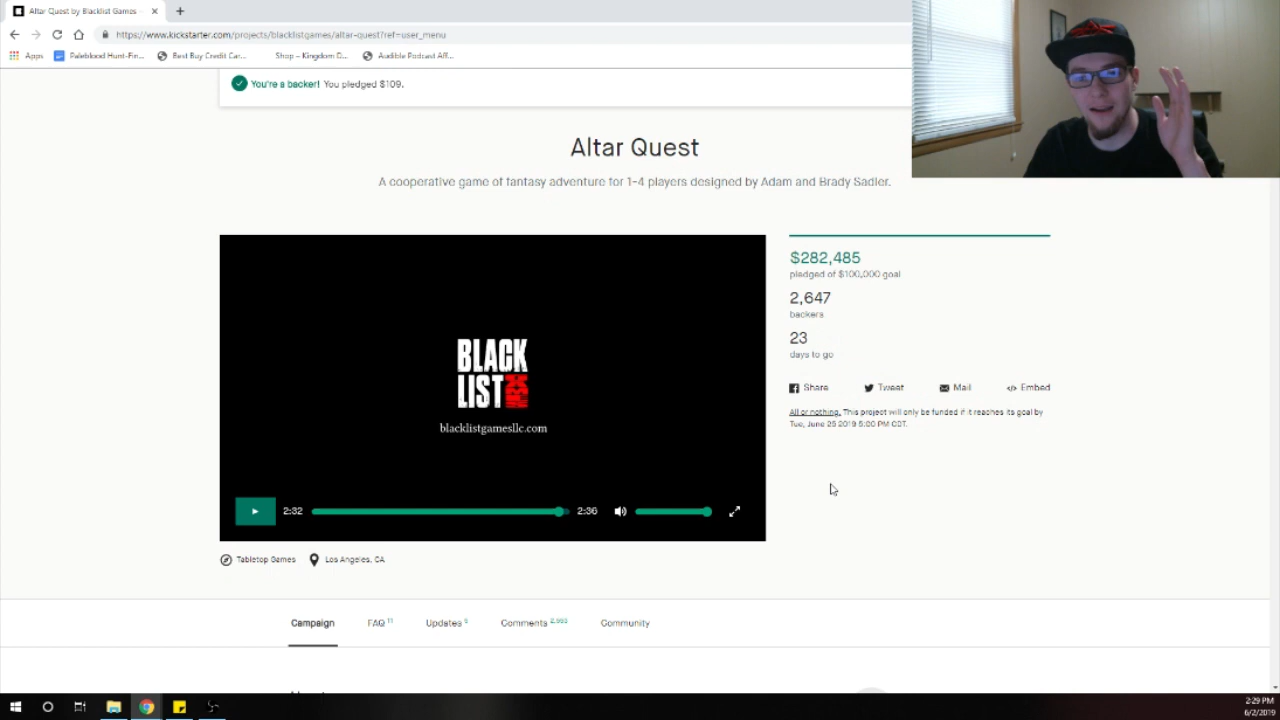 Altar Quest by Blacklist Games
https://www.kickstarter.com/projects/blacklistgames/altar-quest?ref=user_menu
Apps
Paleblood Hunt-Re...
Best Buy
Shop – Kingdom D...
Audible Podcast Aff...
You're a backer! You pledged $109.
Altar Quest
A cooperative game of fantasy adventure for 1-4 players designed by Adam and Brady Sadler.
$282,485
pledged of $100,000 goal
2,647
backers
23
days to go
Share
Tweet
Mail
Embed
All or nothing. This project will only be funded if it reaches its goal by
Tue, June 25 2019 5:00 PM CDT.
BLACK
LIST
blacklistgamesllc.com
2:32
2:36
Tabletop Games
Los Angeles, CA
Campaign
FAQ 11
Updates
Comments
Community
2:29 PM
6/2/2019